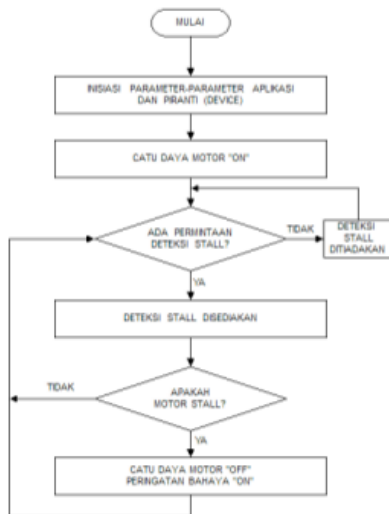 MULAI
INISIASI PARAMETER-PARAMETER APLIKASI
DAN PIRANTI (DEVICE)
CATU DAYA MOTOR "ON"
ADA PERMINTAAN
DETEKSI STALL?
TIDAK
DETEKSI
STALL
DITIADAKAN
YA
DETEKSI STALL DISEDIAKAN
TIDAK
APAKAH
MOTOR STALL?
YA
CATU DAYA MOTOR "OFF"
PERINGATAN BAHAYA "ON"